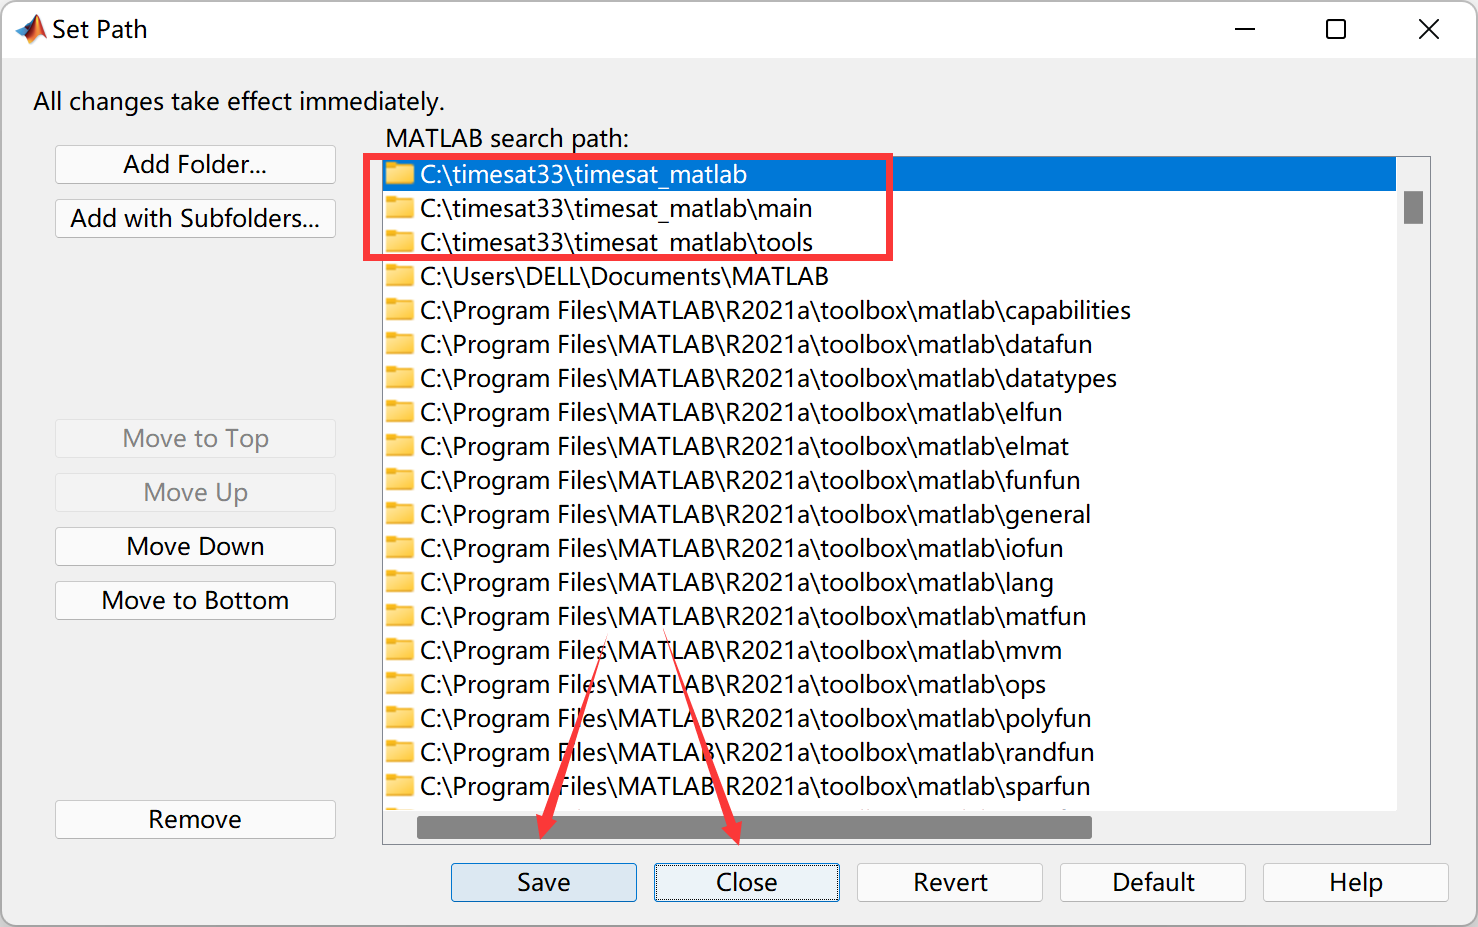 Set Path
All changes take effect immediately.
MATLAB search path:
Add Folder...
Add with Subfolders...
Move to Top
Move Up
Move Down
Move to Bottom
Remove
C:\timesat33\timesat_matlab
C:\timesat33\timesat_matlab\main
C:\timesat33\timesat_matlab\tools
C:\Users\DELL\Documents\MATLAB
C:\Program Files\MATLAB\R2021a\toolbox\matlab\capabilities
C:\Program Files\MATLAB\R2021a\toolbox\matlab\datafun
C:\Program Files\MATLAB\R2021a\toolbox\matlab\datatypes
C:\Program Files\MATLAB\R2021a\toolbox\matlab\elfun
C:\Program Files\MATLAB\R2021a\toolbox\matlab\elmat
C:\Program Files\MATLAB\R2021a\toolbox\matlab\funfun
C:\Program Files\MATLAB\R2021a\toolbox\matlab\general
C:\Program Files\MATLAB\R2021a\toolbox\matlab\iofun
C:\Program Files\MATLAB\R2021a\toolbox\matlab\lang
C:\Program Files\MATLAB\R2021a\toolbox\matlab\matfun
C:\Program Files\MATLAB\R2021a\toolbox\matlab\mvm
C:\Program Files\MATLAB\R2021a\toolbox\matlab\ops
C:\Program Files\MATLAB\R2021a\toolbox\matlab\polyfun
C:\Program Files\MATLAB\R2021a\toolbox\matlab\randfun
C:\Program Files\MATLAB\R2021a\toolbox\matlab\sparfun
Save
Close
Revert
Default
Help